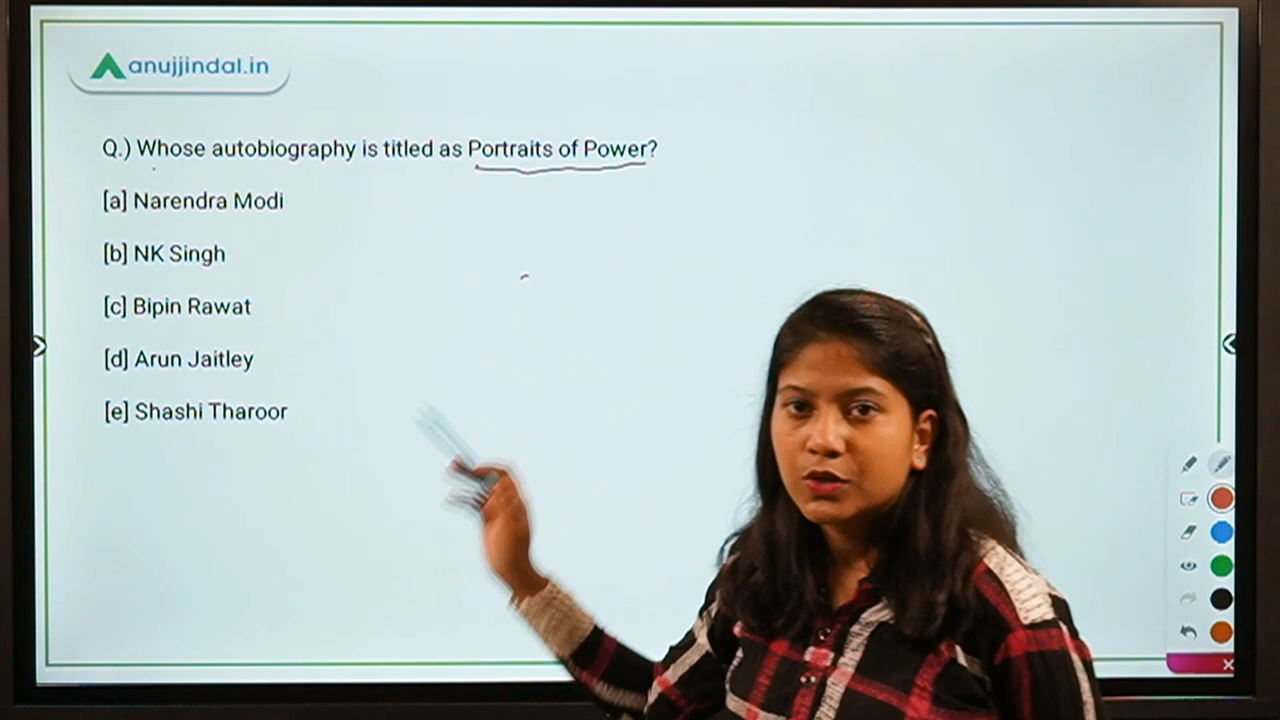 anujjindal.in
Q.) Whose autobiography is titled as Portraits of Power?
[a] Narendra Modi
[b] NK Singh
[c] Bipin Rawat
[d] Arun Jaitley
[e] Shashi Tharoor